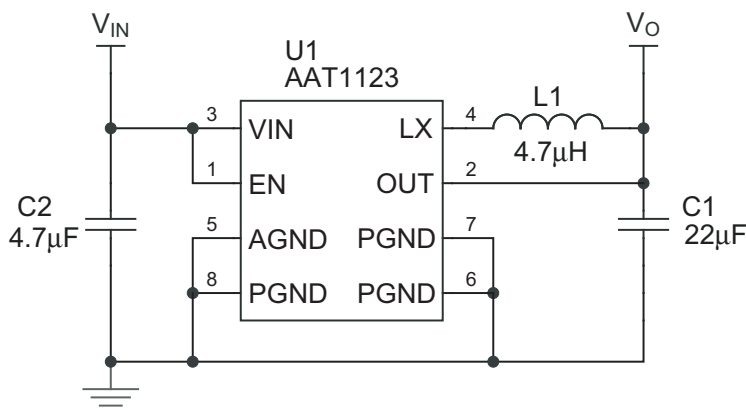 V_IN
V_O
U1
AAT1123
3 VIN LX 4 L1
4.7μH
1 EN OUT 2
C2
4.7μF
C1
22μF
5 AGND PGND 7
8 PGND PGND 6